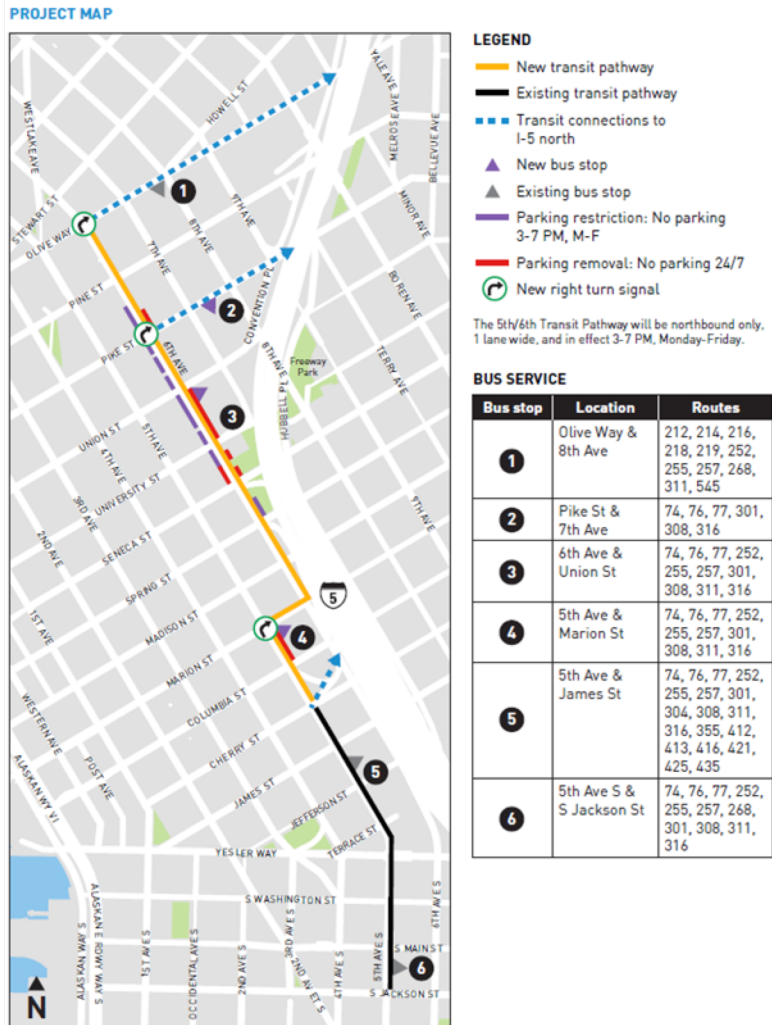 PROJECT MAP
YALE AVE
MELROSE AVE
BELLEVUE AVE
HOWELL ST
WESTLAKE AVE
1
9TH AVE
MINOR AVE
STEWART ST
OLIVE WAY
8TH AVE
7TH AVE
BOREN AVE
PINE ST
CONVENTION PL
2
6TH AVE
PIKE ST
8TH AVE
Freeway
Park
TERRY AVE
HUBBELL PL
3
UNION ST
5TH AVE
4TH AVE
UNIVERSITY ST
3RD AVE
9TH AVE
2ND AVE
SENECA ST
SPRING ST
5
1ST AVE
MADISON ST
4
MARION ST
COLUMBIA ST
WESTERN AVE
CHERRY ST
POST AVE
5
ALASKAN WY VI
JAMES ST
JEFFERSON ST
TERRACE ST
YESLER WAY
S WASHINGTON ST
ALASKAN WAY S
ALASKAN E RDWY WAY S
1ST AVE S
OCCIDENTAL AVE S
2ND AVE S
3RD AVE S
2ND AV ET S
4TH AVE S
5TH AVE S
6TH AVE S
S MAIN ST
6
S JACKSON ST
N
LEGEND
New transit pathway
Existing transit pathway
Transit connections to
I-5 north
New bus stop
Existing bus stop
Parking restriction: No parking
3-7 PM, M-F
Parking removal: No parking 24/7
New right turn signal
The 5th/6th Transit Pathway will be northbound only,
1 lane wide, and in effect 3-7 PM, Monday-Friday.
BUS SERVICE
Bus stop Location Routes
1 Olive Way & 212, 214, 216,
8th Ave 218, 219, 252,
255, 257, 268,
311, 545
2 Pike St & 74, 76, 77, 301,
7th Ave 308, 316
3 6th Ave & 74, 76, 77, 252,
Union St 255, 257, 301,
308, 311, 316
4 5th Ave & 74, 76, 77, 252,
Marion St 255, 257, 301,
308, 311, 316
5 5th Ave & 74, 76, 77, 252,
James St 255, 257, 301,
304, 308, 311,
316, 355, 412,
413, 416, 421,
425, 435
6 5th Ave S & 74, 76, 77, 252,
S Jackson St 255, 257, 268,
301, 308, 311,
316